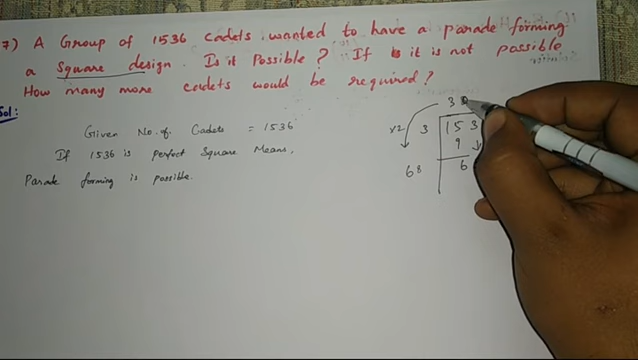 7) A Group of 1536 Cadets wanted to have a parade forming
a Square design. Is it Possible? If it is not possible
How many more cadets would be required?
Sol:
Given No. of Cadets = 1536
If 1536 is perfect Square Means,
Parade forming is possible.
3
x2 3 153
9
68 6